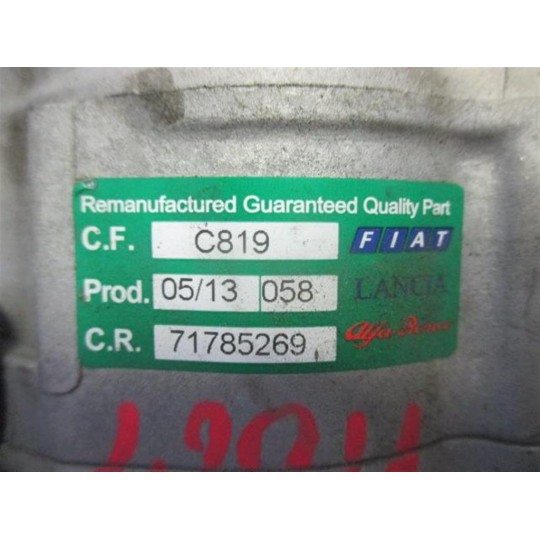 Remanufactured Guaranteed Quality Part
C.F. C819 FIAT
Prod. 05/13 058 LANCIA
C.R. 71785269 Alfa Romeo